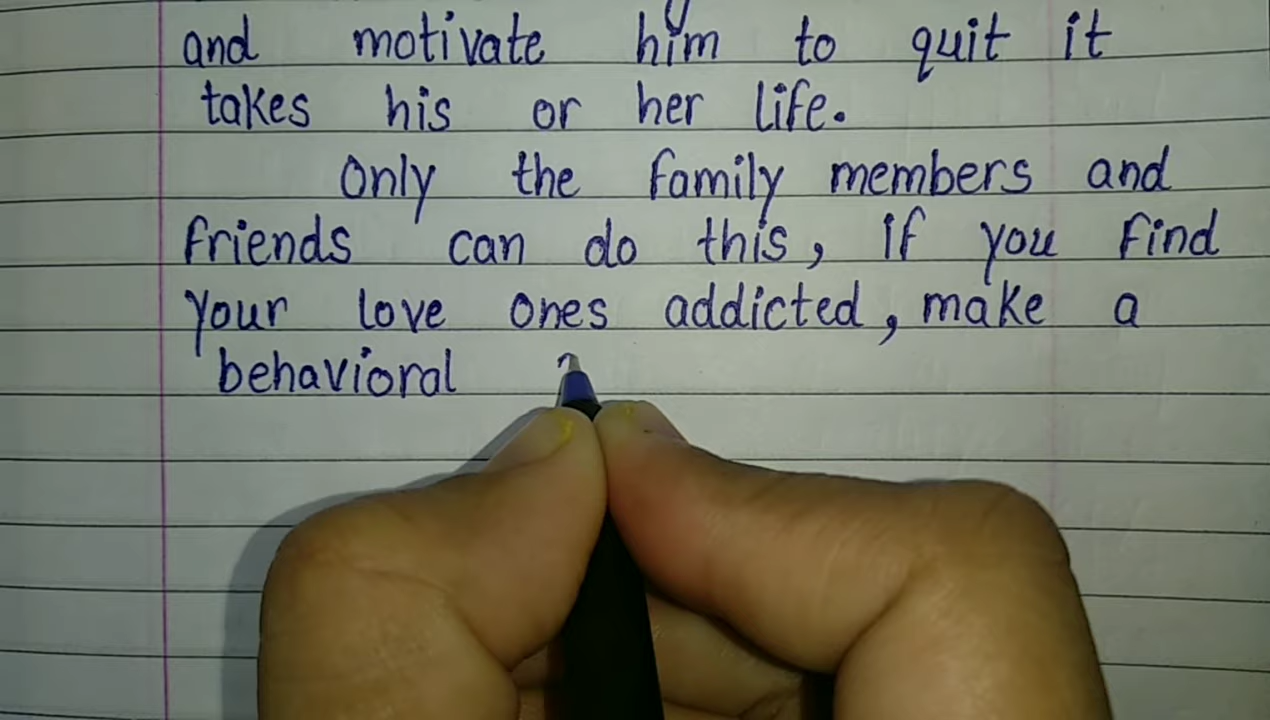 and motivate him to quit it
takes his or her life.
Only the family members and
friends can do this, if you find
your love ones addicted, make a
behavioral